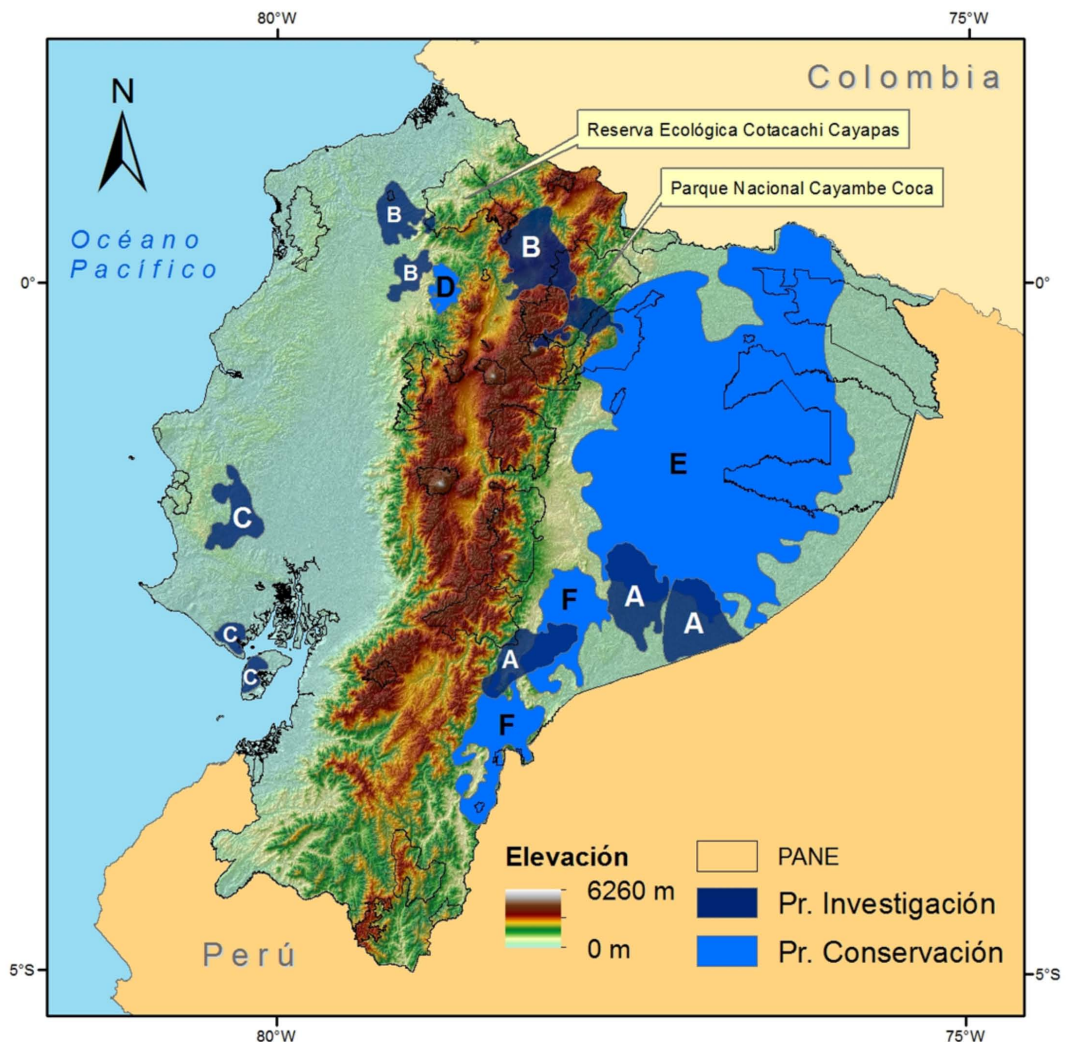 80°W
75°W
Colombia
N
Reserva Ecológica Cotacachi Cayapas
Parque Nacional Cayambe Coca
B
B
Océano
Pacífico
0°
0°
B
D
E
C
A
F
A
C
A
C
F
Elevación
6260 m
0 m
PANE
Pr. Investigación
Pr. Conservación
Perú
5°S
5°S
80°W
75°W